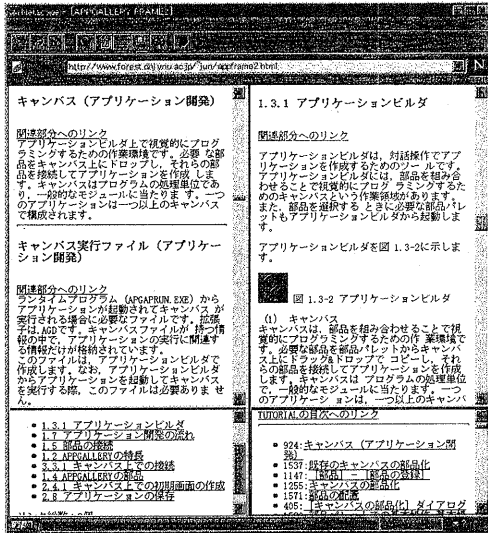 [APPGALLERY FRAME]
キャンバス(アプリケーション開発)
関連部分へのリンク
アプリケーションビルダ上で視覚的にプログ
ラミングするための作業環境です。必要 な部
品をキャンバス上にドロップし、それらの部
品を接続してアプリケーションを作成 しま
す。キャンバスはプログラムの処理単位であ
り、一般的なモジュールに当たりま す。一つ
のアプリケーションは一つ以上のキャンバス
で構成されます。
キャンバス実行ファイル(アプリケー
ション開発)
関連部分へのリンク
ランタイムプログラム (APGAPRUN.EXE) から
アプリケーションが起動されてキャンバス が
実行される場合に必要なファイルです。拡張
子は.AGDです。キャンバスファイルが 持つ情
報の中で、アプリケーションの実行に関連す
る情報だけが格納されています。
このファイルは、アプリケーションビルダで
作成します。なお、アプリケーションビルダ
からアプリケーションを起動してキャンバス
を実行する際、このファイルは必要ありま せ
ん。
1.3.1 アプリケーションビルダ
1.7 アプリケーション開発の流れ
1.5 部品の接続
1.2 APPGALLERYの特長
3.3.1 キャンバス上での接続
1.4 APPGALLERYの部品
2.4.1 キャンバス上での初期画面の作成
2.8 アプリケーションの保存
1.3.1 アプリケーションビルダ
関連部分へのリンク
アプリケーションビルダは、対話操作でアプ
リケーションを作成するためのツー ルです。
アプリケーションビルダには、部品を組み合
わせることで視覚的にプログ ラミングするた
めのキャンバスという作業領域があります。
また、部品を選択する ときに必要な部品パレ
ットもアプリケーションビルダから起動しま
す。
アプリケーションビルダを図 1.3-2に示しま
す。
図 1.3-2 アプリケーションビルダ
(1) キャンバス
キャンバスは、部品を組み合わせることで視
覚的にプログラミングするための作 業環境で
す。必要な部品を部品パレットからキャンバ
ス上にドラッグ&ドロップで コピーし、それ
らの部品を接続してアプリケーションを作成
します。キャンバスは プログラムの処理単位
で、一般的なモジュールに当たります。一つ
のアプリケーシ ョンは、一つ以上のキャンバ
TUTORIALの目次へのリンク
924:キャンバス (アプリケーション開
発)
1537:既存のキャンバスの部品化
1147: [部品] - [部品の登録]
1255:キャンバスの部品化
1571:部品の配置
405: [キャンバスの部品化] ダイアログ